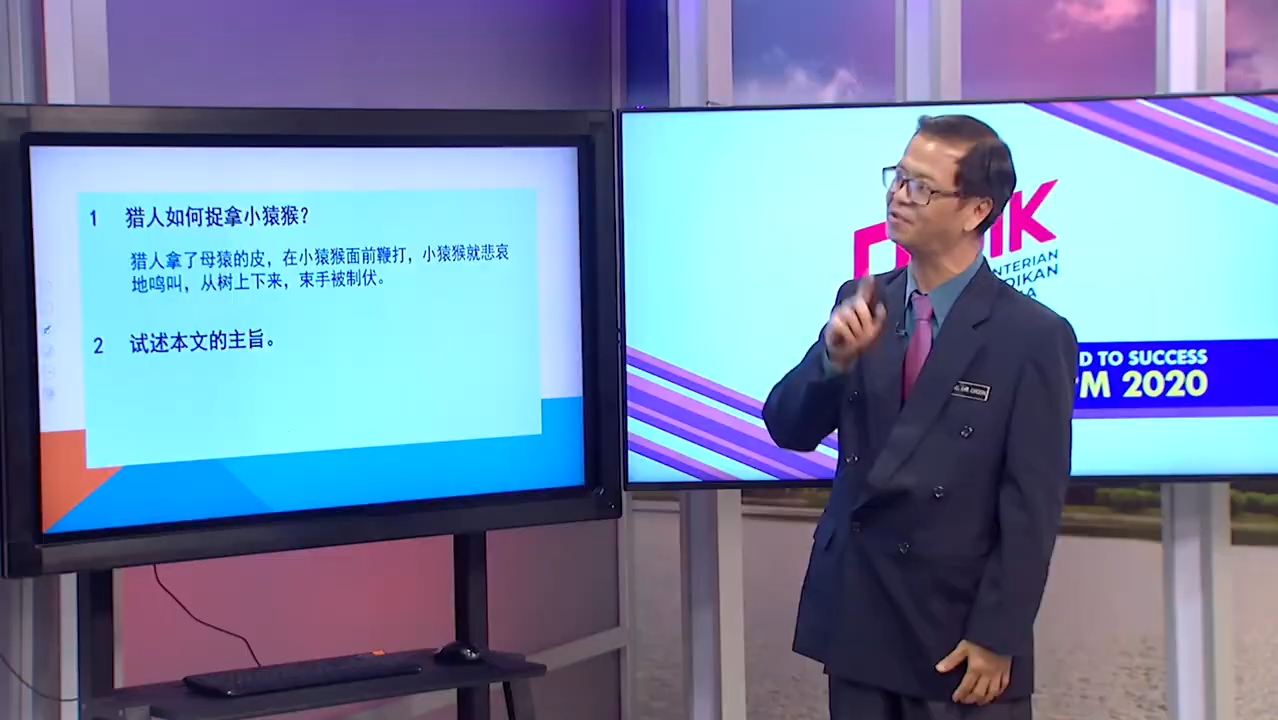 1 猎人如何捉拿小猿猴？
猎人拿了母猿的皮，在小猿猴面前鞭打，小猿猴就悲哀
地鸣叫，从树上下来，束手被制伏。
2 试述本文的主旨。
D TO SUCCESS
M 2020